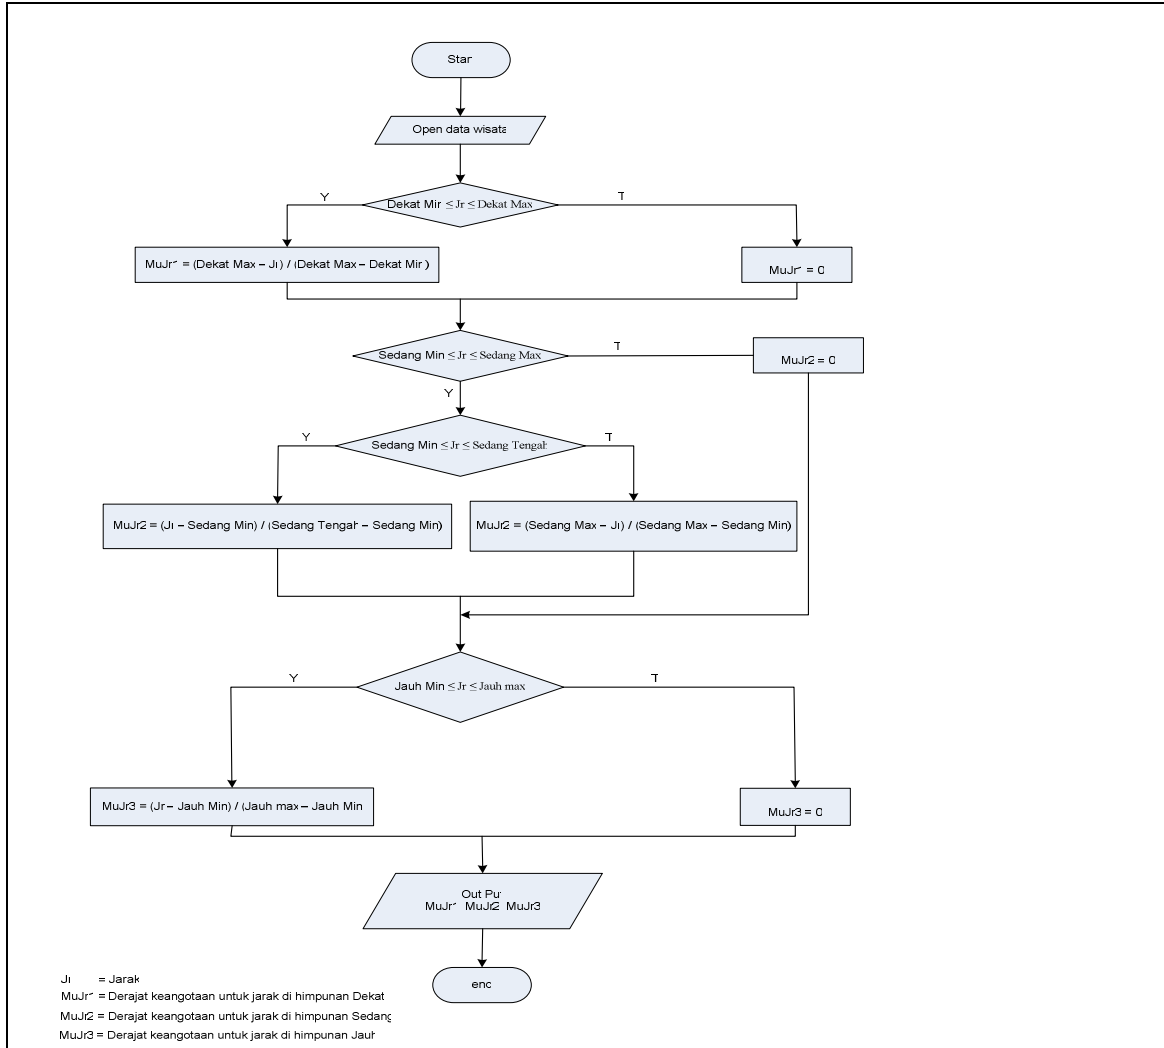 Star
Open data wisata
Y
T
Dekat Mir ≤ Jr ≤ Dekat Max
MuJr1 = (Dekat Max – Jr) / (Dekat Max – Dekat Mir )
MuJr1 = 0
Sedang Min ≤ Jr ≤ Sedang Max
T
MuJr2 = 0
Y
Y
Sedang Min ≤ Jr ≤ Sedang Tengah
T
MuJr2 = (Jr – Sedang Min) / (Sedang Tengah – Sedang Min)
MuJr2 = (Sedang Max – Jr) / (Sedang Max – Sedang Min)
Y
Jauh Min ≤ Jr ≤ Jauh max
T
MuJr3 = (Jr – Jauh Min) / (Jauh max – Jauh Min
MuJr3 = 0
Out Put
MuJr1 MuJr2 MuJr3
end
Jr = Jarak
MuJr1 = Derajat keangotaan untuk jarak di himpunan Dekat
MuJr2 = Derajat keangotaan untuk jarak di himpunan Sedang
MuJr3 = Derajat keangotaan untuk jarak di himpunan Jauh